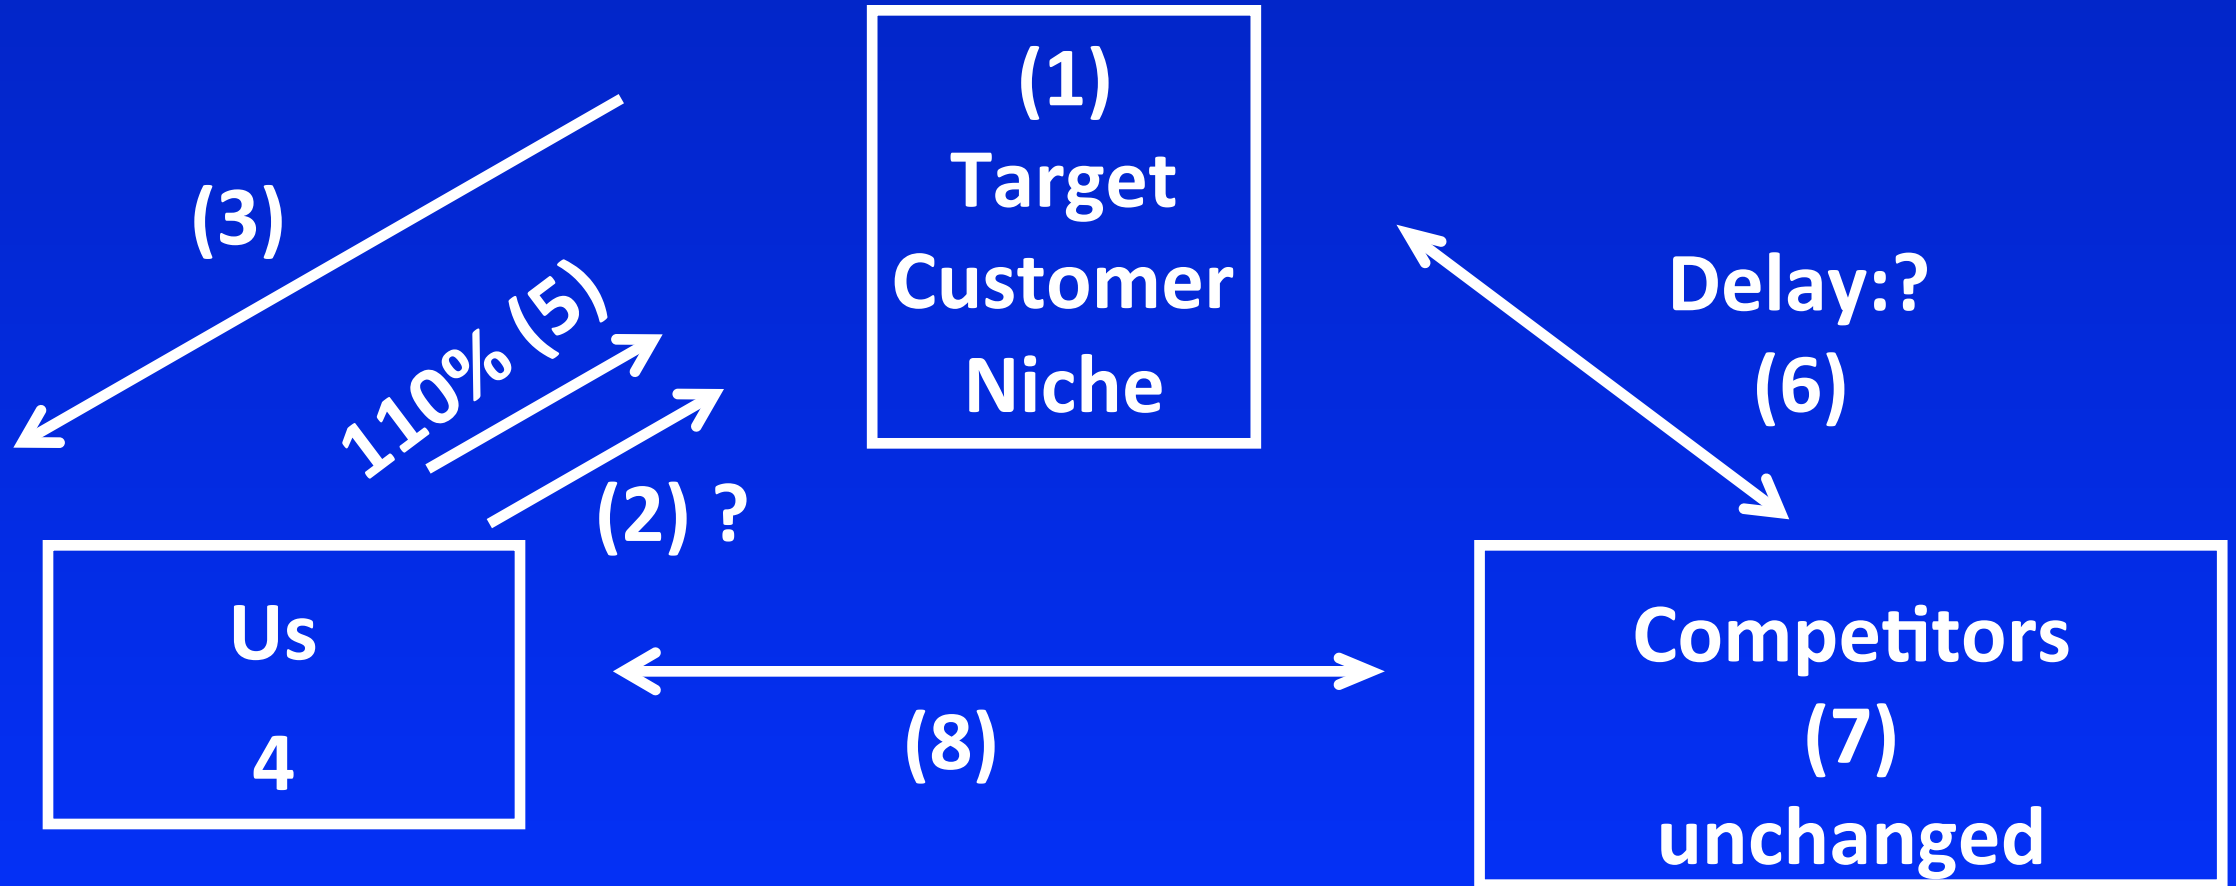 (1)
Target
Customer
Niche
(3)
110% (5)
(2) ?
Delay:?
(6)
Us
4
(8)
Competitors
(7)
unchanged